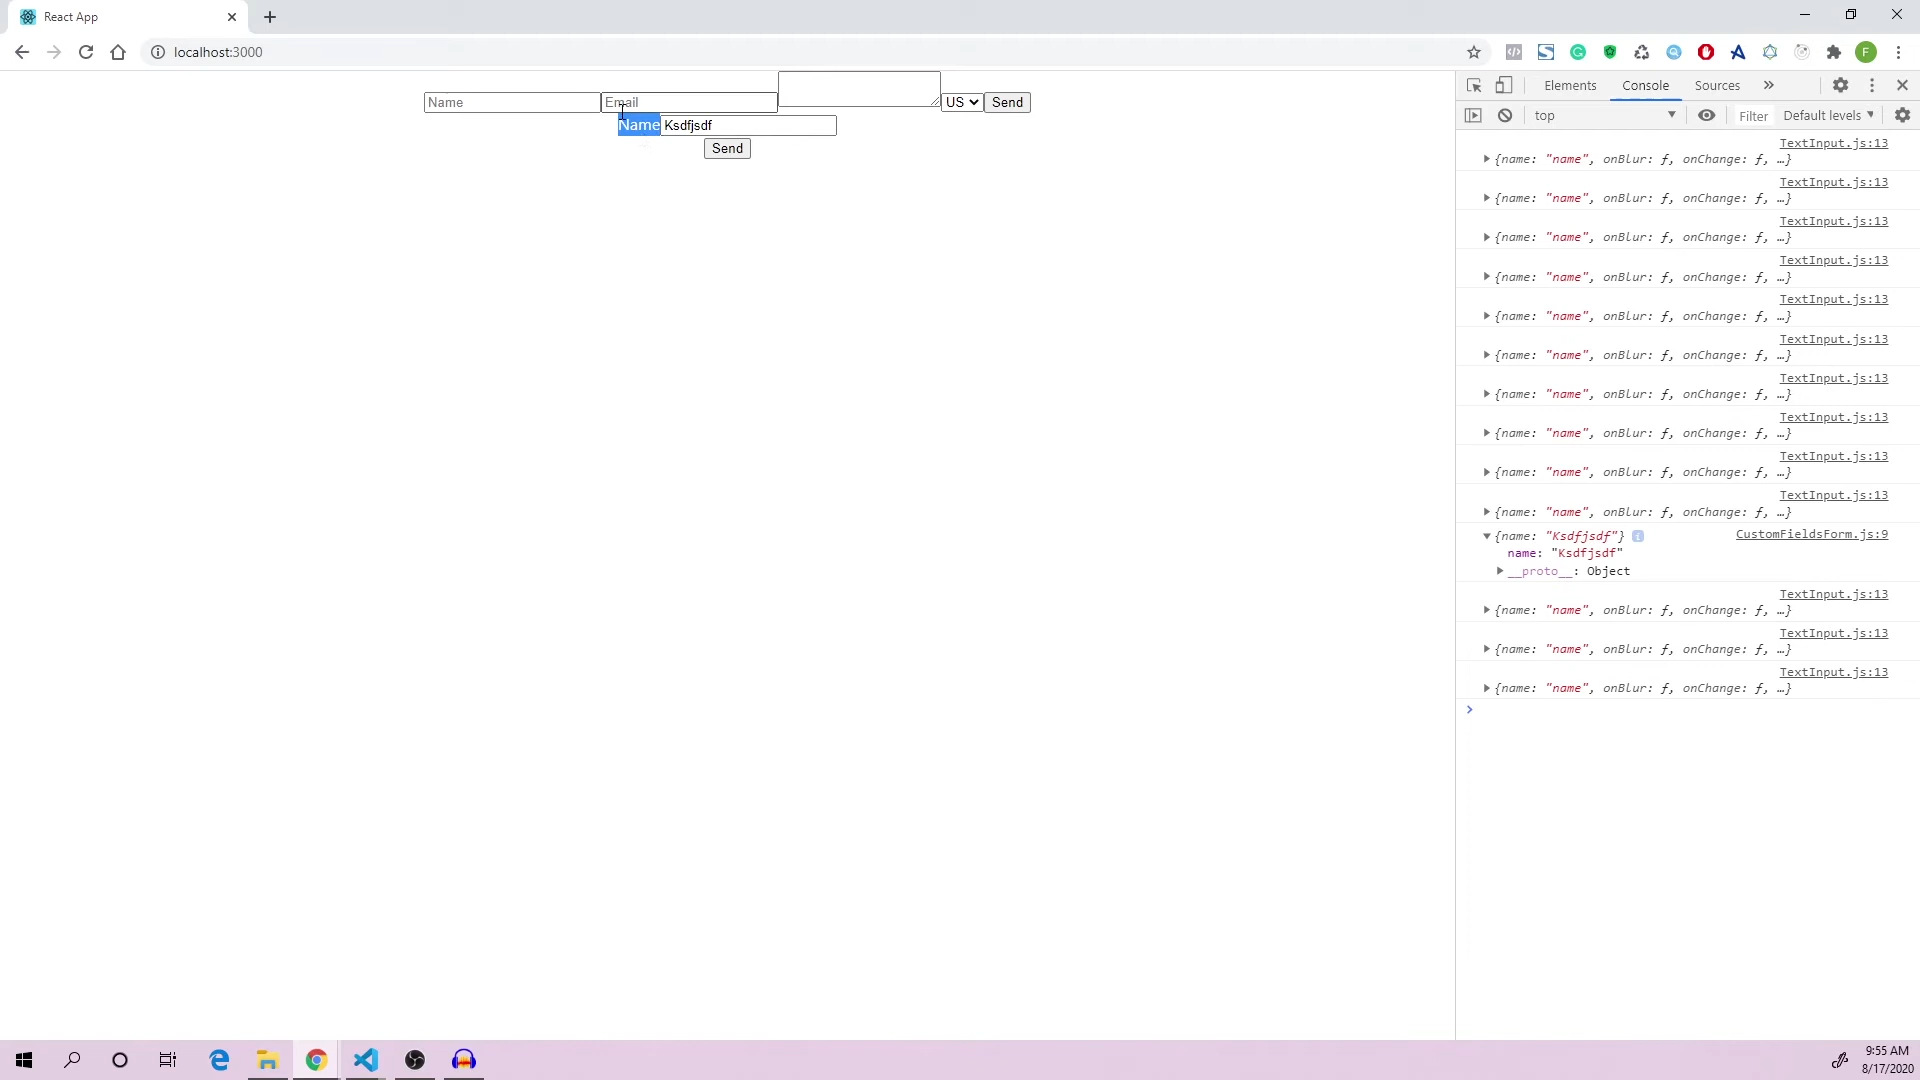 React App
localhost:3000
F
Name Email US Send
Name Ksdfjsdf
Send
Elements Console Sources
top Filter Default levels
TextInput.js:13
{name: "name", onBlur: ƒ, onChange: ƒ, …}
TextInput.js:13
{name: "name", onBlur: ƒ, onChange: ƒ, …}
TextInput.js:13
{name: "name", onBlur: ƒ, onChange: ƒ, …}
TextInput.js:13
{name: "name", onBlur: ƒ, onChange: ƒ, …}
TextInput.js:13
{name: "name", onBlur: ƒ, onChange: ƒ, …}
TextInput.js:13
{name: "name", onBlur: ƒ, onChange: ƒ, …}
TextInput.js:13
{name: "name", onBlur: ƒ, onChange: ƒ, …}
TextInput.js:13
{name: "name", onBlur: ƒ, onChange: ƒ, …}
TextInput.js:13
{name: "name", onBlur: ƒ, onChange: ƒ, …}
TextInput.js:13
{name: "name", onBlur: ƒ, onChange: ƒ, …}
{name: "Ksdfjsdf"} CustomFieldsForm.js:9
name: "Ksdfjsdf"
__proto__: Object
TextInput.js:13
{name: "name", onBlur: ƒ, onChange: ƒ, …}
TextInput.js:13
{name: "name", onBlur: ƒ, onChange: ƒ, …}
TextInput.js:13
{name: "name", onBlur: ƒ, onChange: ƒ, …}
9:55 AM
8/17/2020